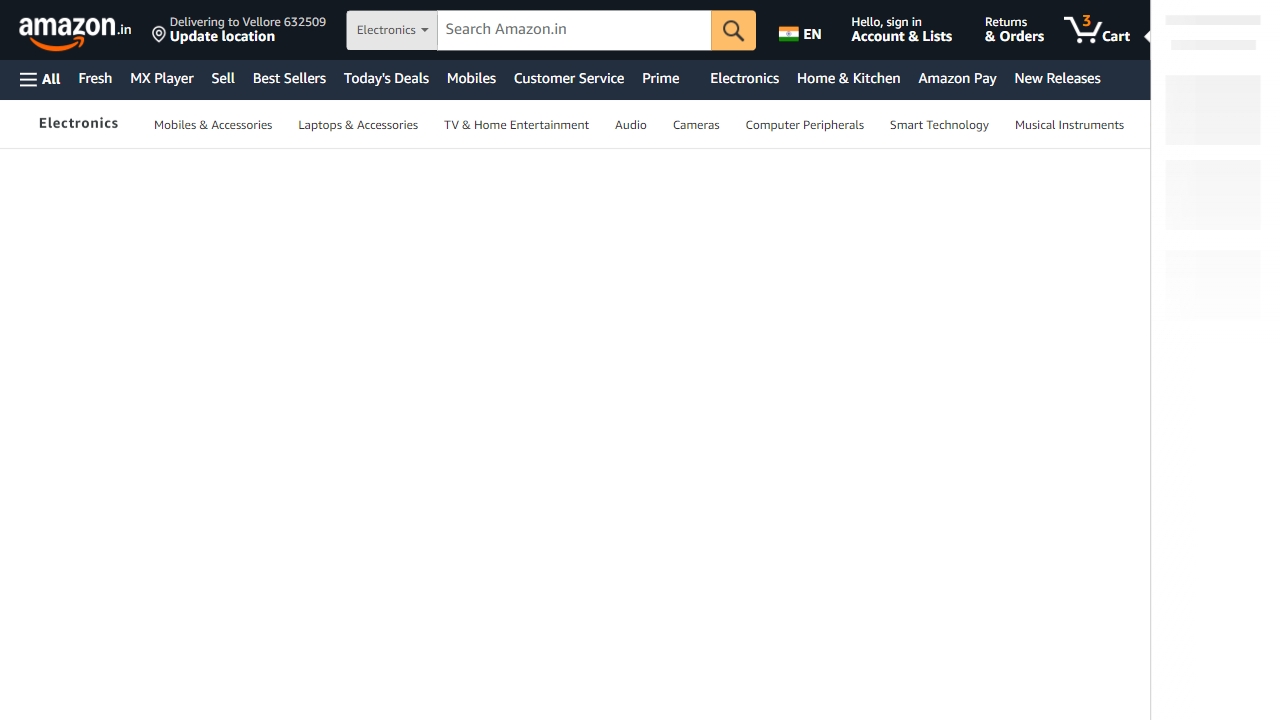 amazon.in
Delivering to Vellore 632509
Update location
Electronics
Search Amazon.in
EN
Hello, sign in
Account & Lists
Returns
& Orders
3
Cart
All Fresh MX Player Sell Best Sellers Today's Deals Mobiles Customer Service Prime Electronics Home & Kitchen Amazon Pay New Releases
Electronics Mobiles & Accessories Laptops & Accessories TV & Home Entertainment Audio Cameras Computer Peripherals Smart Technology Musical Instruments